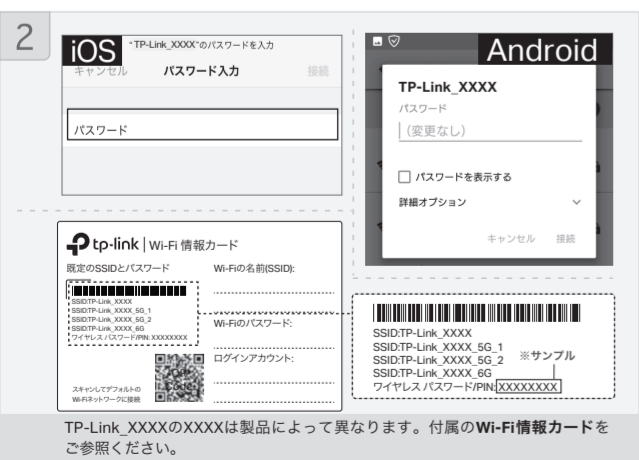 2
iOS
"TP-Link_XXXX"のパスワードを入力
キャンセル パスワード入力 接続
パスワード
Android
TP-Link_XXXX
パスワード
(変更なし)
パスワードを表示する
詳細オプション
キャンセル 接続
tp-link | Wi-Fi 情報カード
既定のSSIDとパスワード
SSID:TP-Link_XXXX
SSID:TP-Link_XXXX_5G_1
SSID:TP-Link_XXXX_5G_2
SSID:TP-Link_XXXX_6G
ワイヤレス パスワード/PIN: XXXXXXXX
スキャンしてデフォルトの
Wi-Fiネットワークに接続
Wi-Fiの名前(SSID):
Wi-Fiのパスワード:
ログインアカウント:
SSID:TP-Link_XXXX
SSID:TP-Link_XXXX_5G_1
SSID:TP-Link_XXXX_5G_2
SSID:TP-Link_XXXX_6G
ワイヤレス パスワード/PIN:XXXXXXXX
※サンプル
TP-Link_XXXXのXXXXは製品によって異なります。付属のWi-Fi情報カードを
ご参照ください。